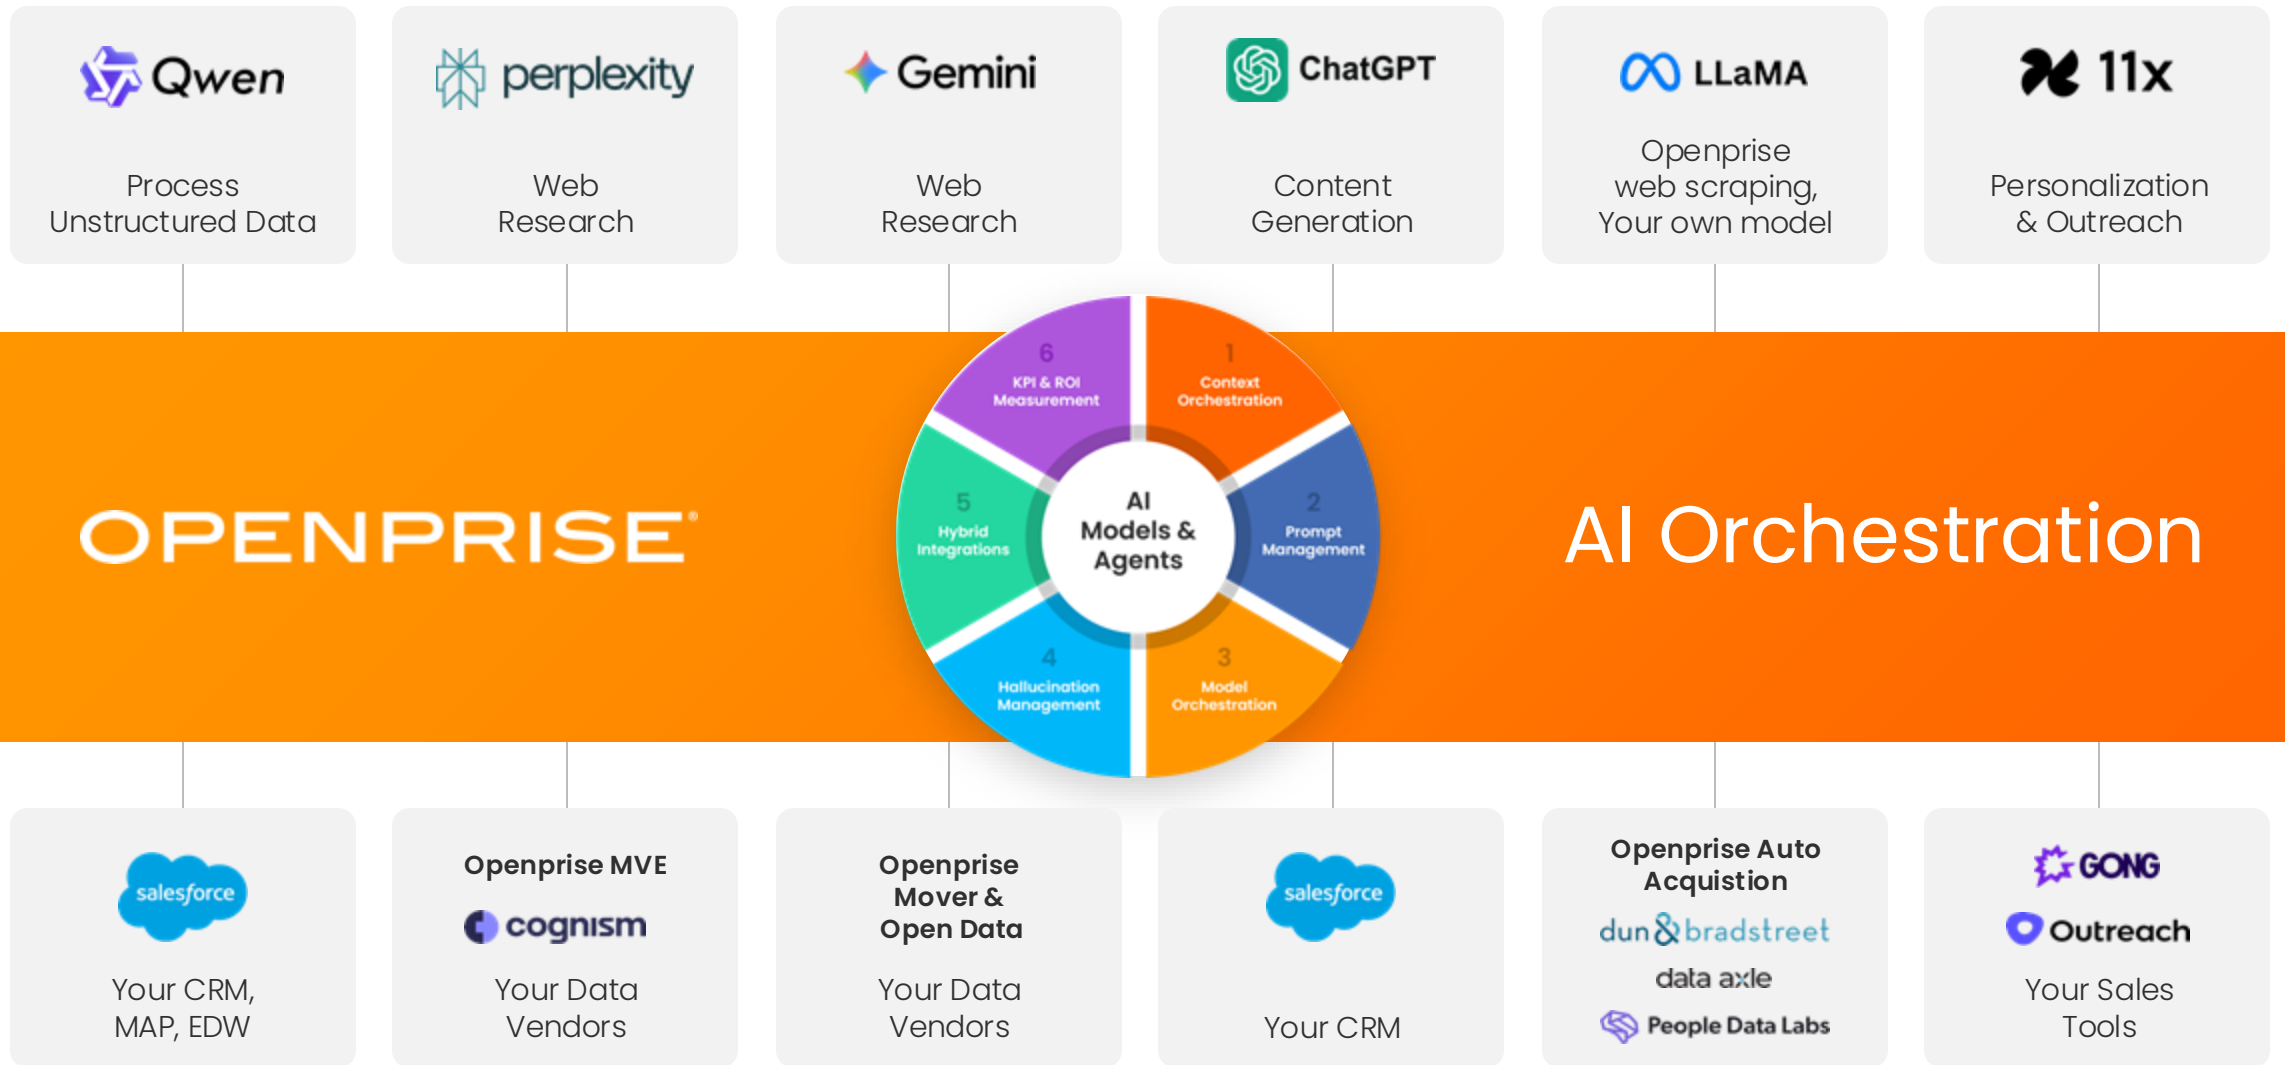 Qwen
Process
Unstructured Data
perplexity
Web
Research
Gemini
Web
Research
ChatGPT
Content
Generation
LLaMA
Openprise
web scraping,
Your own model
11x
Personalization
& Outreach
OPENPRISE®
6
KPI & ROI
Measurement
1
Context
Orchestration
5
Hybrid
Integrations
AI
Models &
Agents
2
Prompt
Management
4
Hallucination
Management
3
Model
Orchestration
AI Orchestration
salesforce
Your CRM,
MAP, EDW
Openprise MVE
cognism
Your Data
Vendors
Openprise
Mover &
Open Data
Your Data
Vendors
salesforce
Your CRM
Openprise Auto
Acquistion
dun & bradstreet
data axle
People Data Labs
GONG
Outreach
Your Sales
Tools